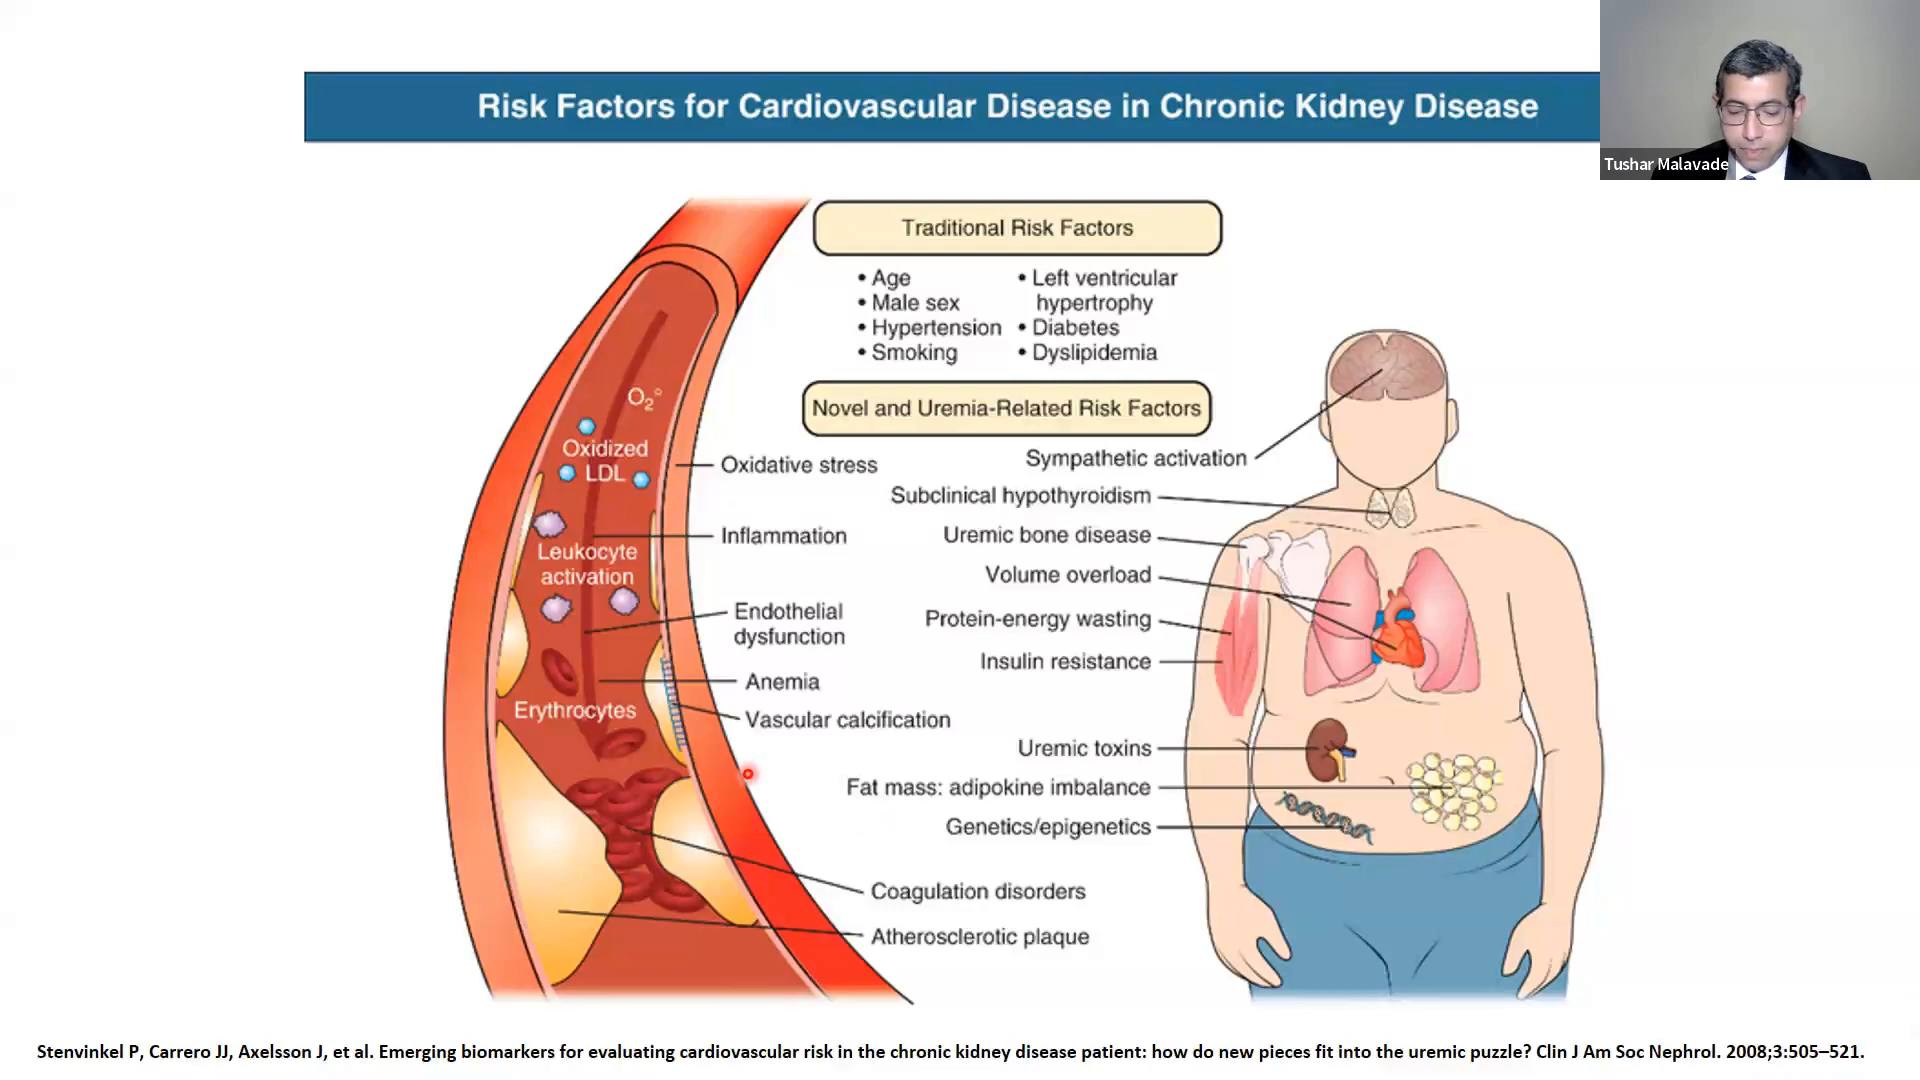 Risk Factors for Cardiovascular Disease in Chronic Kidney Disease
Tushar Malavade
Traditional Risk Factors
• Age
• Male sex
• Hypertension
• Smoking
• Left ventricular
hypertrophy
• Diabetes
• Dyslipidemia
Novel and Uremia-Related Risk Factors
O2°
Oxidized
LDL
Leukocyte
activation
Erythrocytes
Oxidative stress
Inflammation
Endothelial
dysfunction
Anemia
Vascular calcification
Coagulation disorders
Atherosclerotic plaque
Sympathetic activation
Subclinical hypothyroidism
Uremic bone disease
Volume overload
Protein-energy wasting
Insulin resistance
Uremic toxins
Fat mass: adipokine imbalance
Genetics/epigenetics
Stenvinkel P, Carrero JJ, Axelsson J, et al. Emerging biomarkers for evaluating cardiovascular risk in the chronic kidney disease patient: how do new pieces fit into the uremic puzzle? Clin J Am Soc Nephrol. 2008;3:505–521.